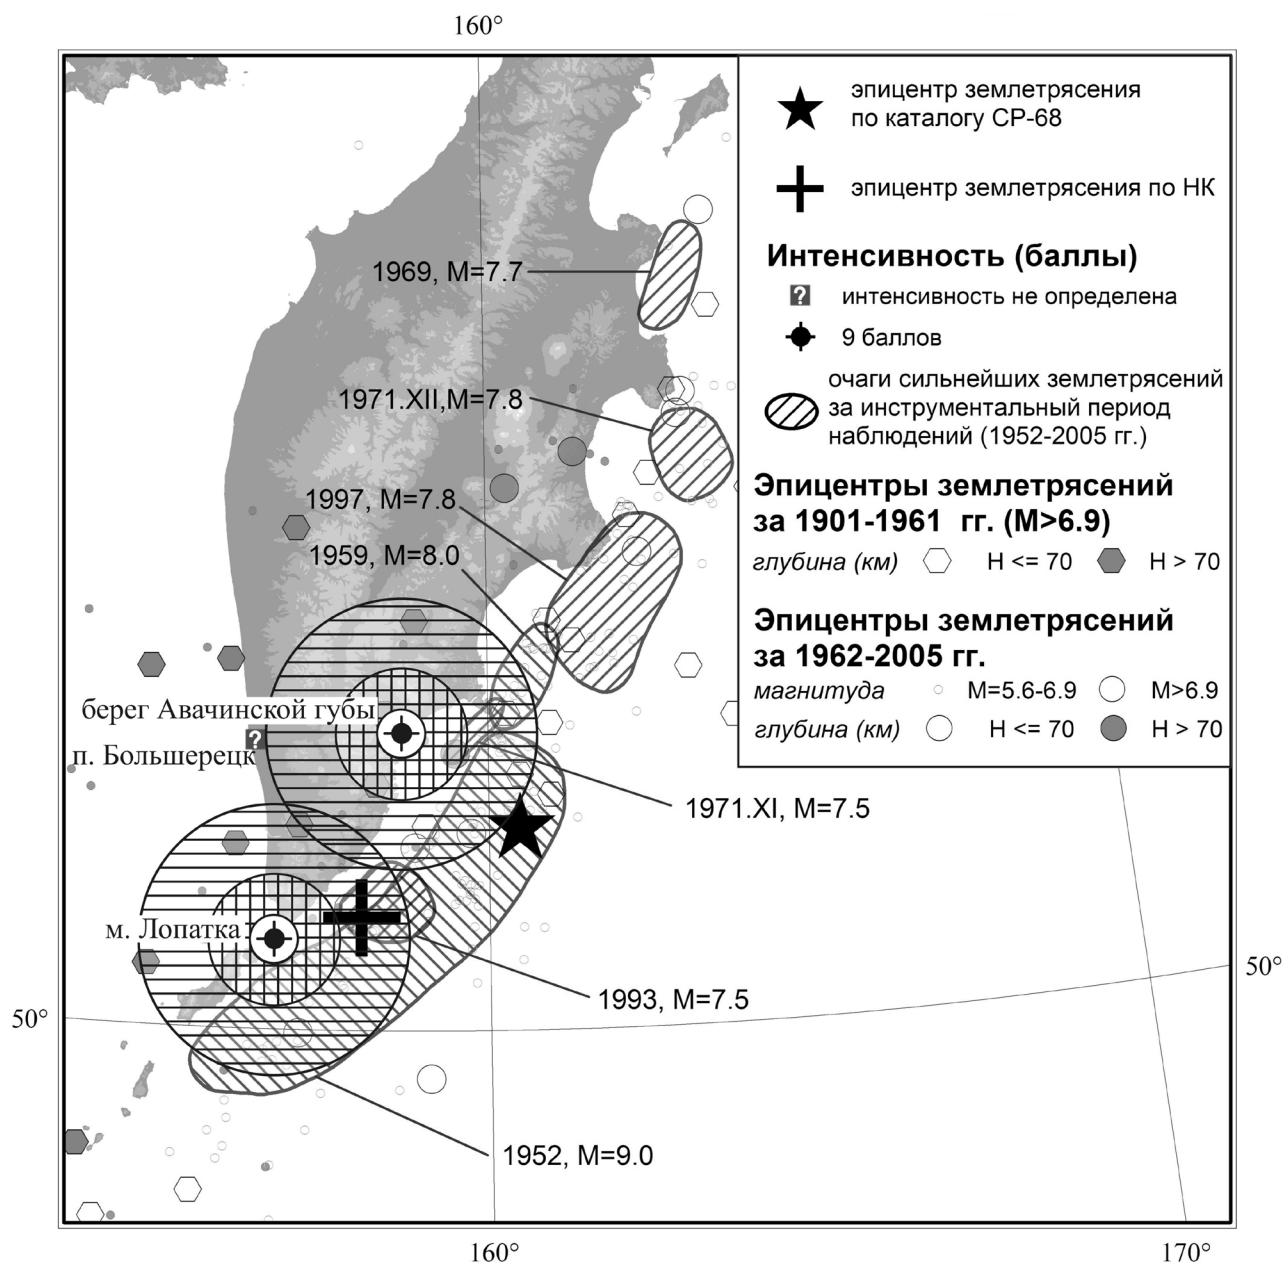 160°
эпицентр землетрясения
по каталогу СР-68
эпицентр землетрясения по НК
Интенсивность (баллы)
?
интенсивность не определена
9 баллов
очаги сильнейших землетрясений
за инструментальный период
наблюдений (1952-2005 гг.)
Эпицентры землетрясений
за 1901-1961 гг. (М>6.9)
глубина (км) H <= 70 H > 70
Эпицентры землетрясений
за 1962-2005 гг.
магнитуда M=5.6-6.9 M>6.9
глубина (км) H <= 70 H > 70
1969, M=7.7
1971.XII,M=7.8
1997, M=7.8
1959, M=8.0
берег Авачинской губы
?
п. Большерецк
1971.XI, M=7.5
м. Лопатка
1993, M=7.5
50°
50°
1952, M=9.0
160°
170°